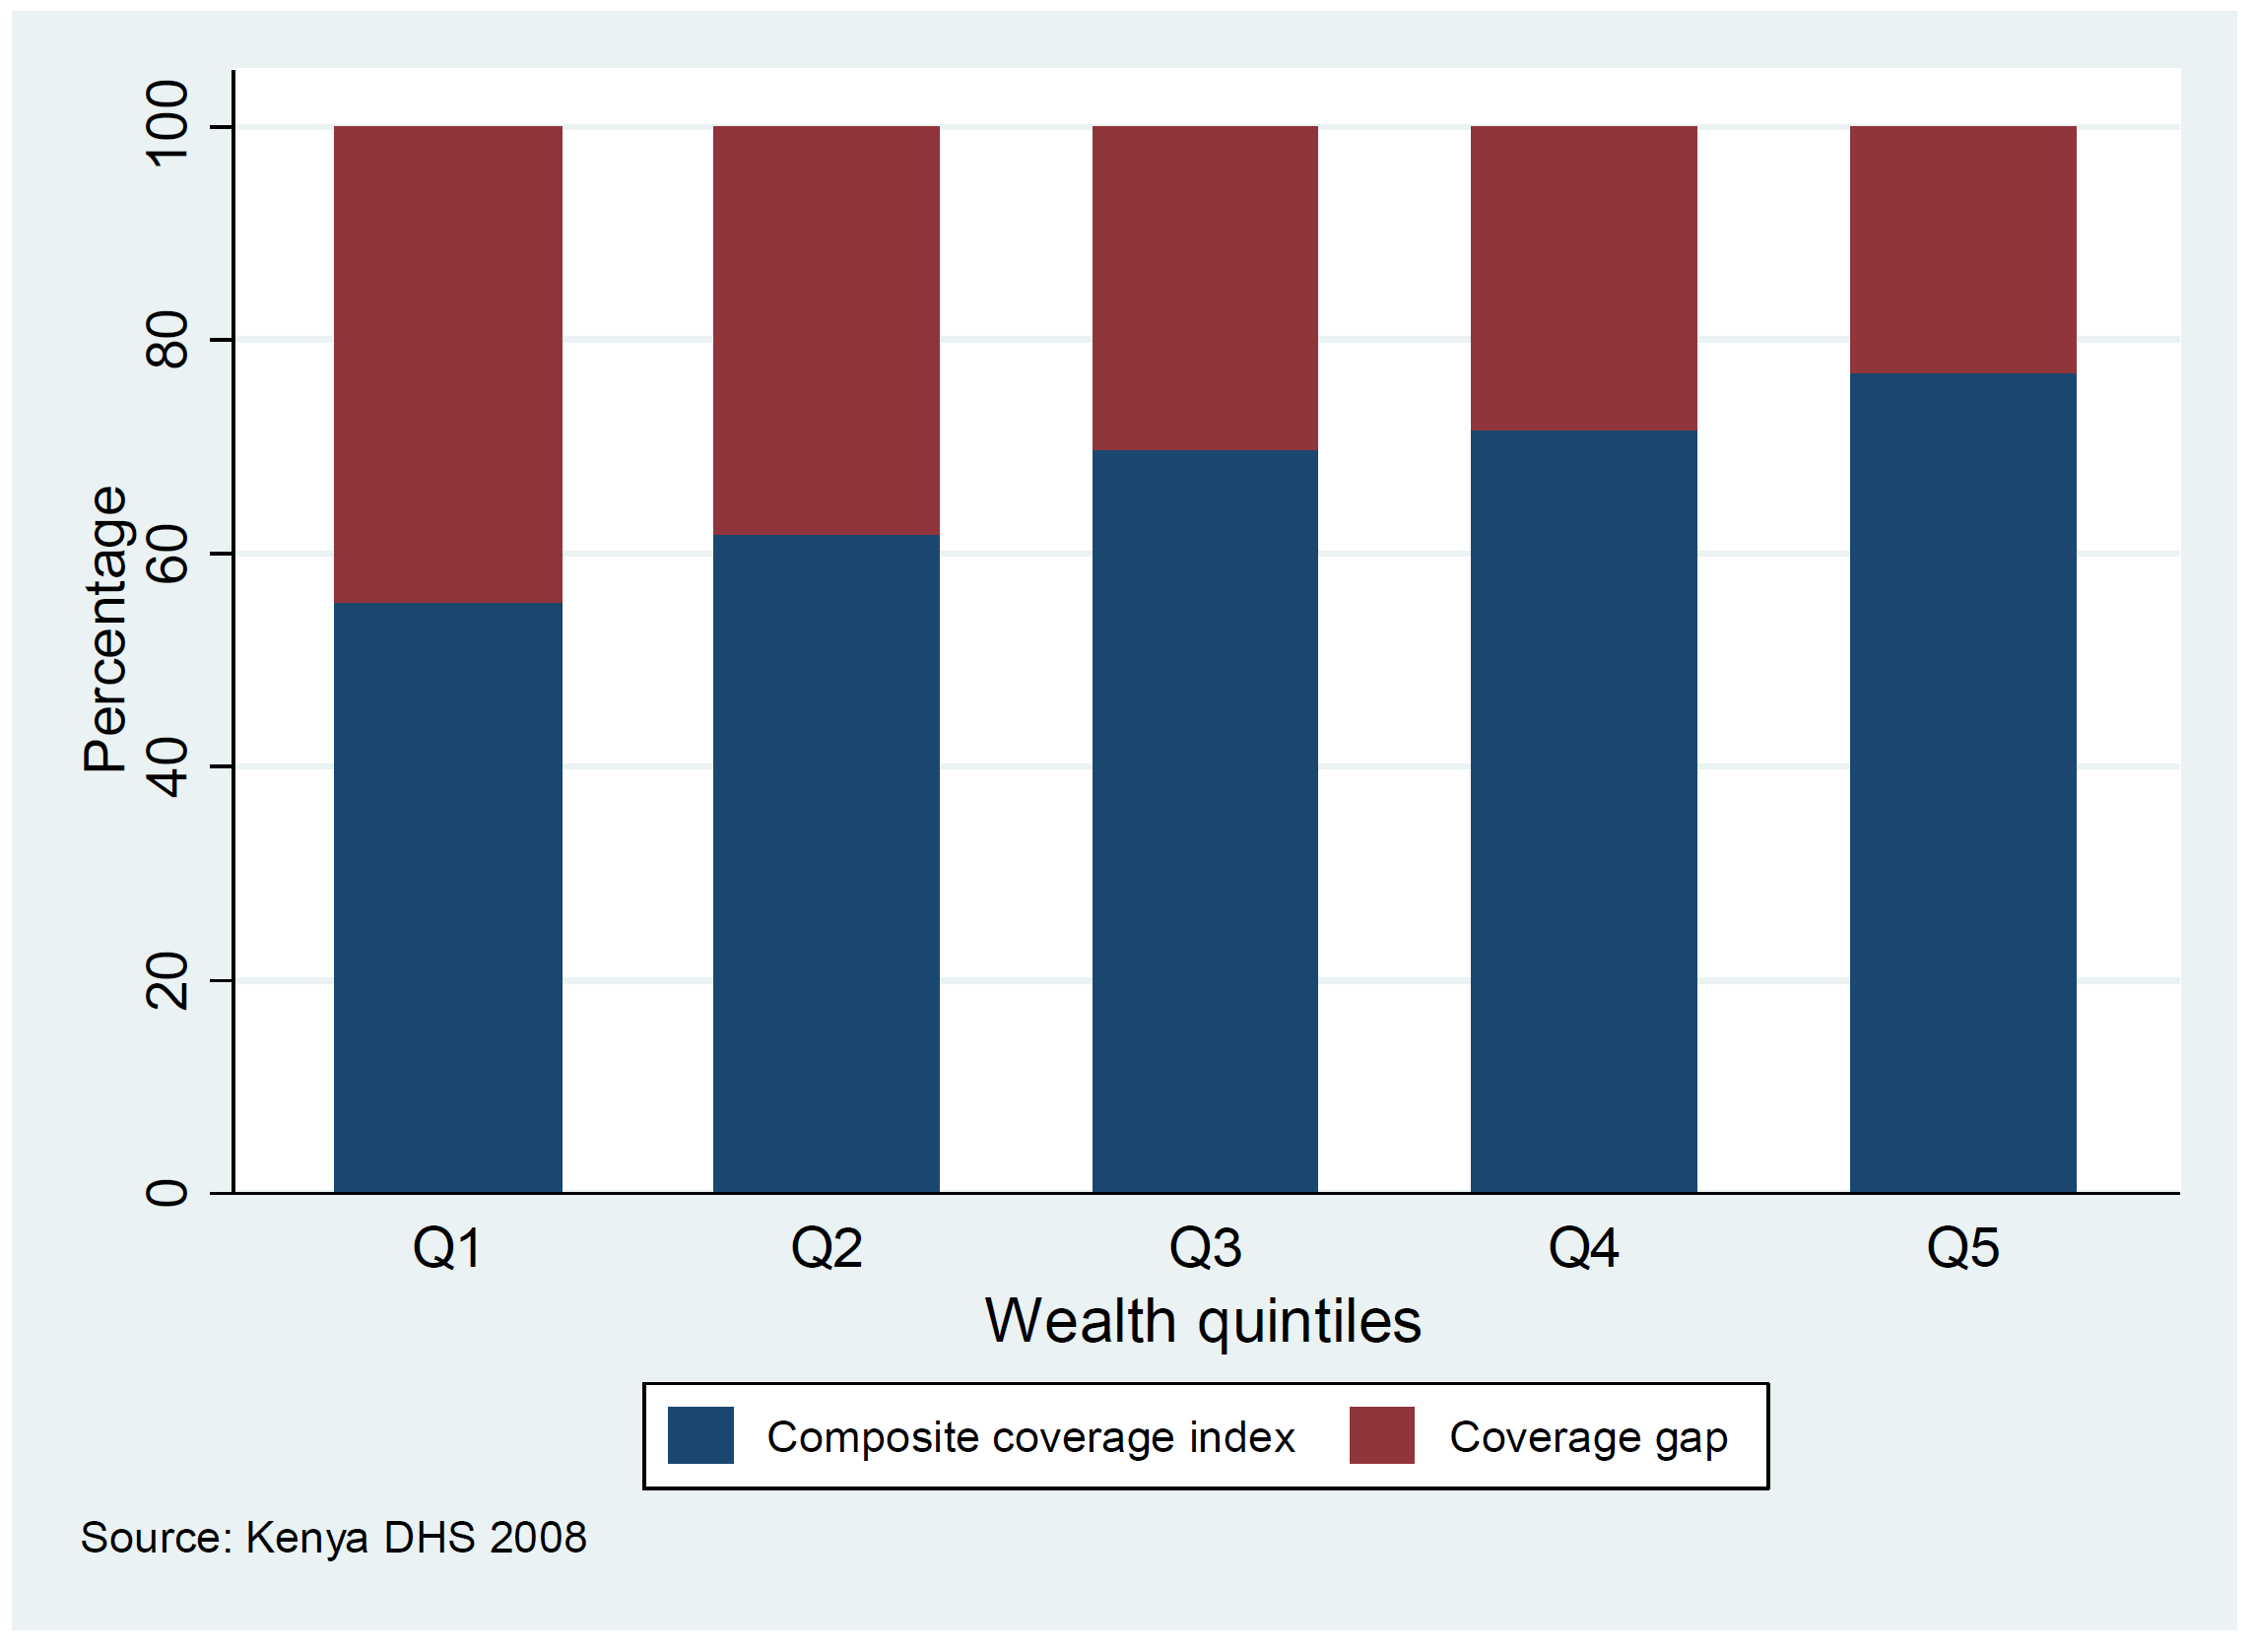 Percentage
100
80
60
40
20
0
Q1 Q2 Q3 Q4 Q5
Wealth quintiles
Composite coverage index Coverage gap
Source: Kenya DHS 2008